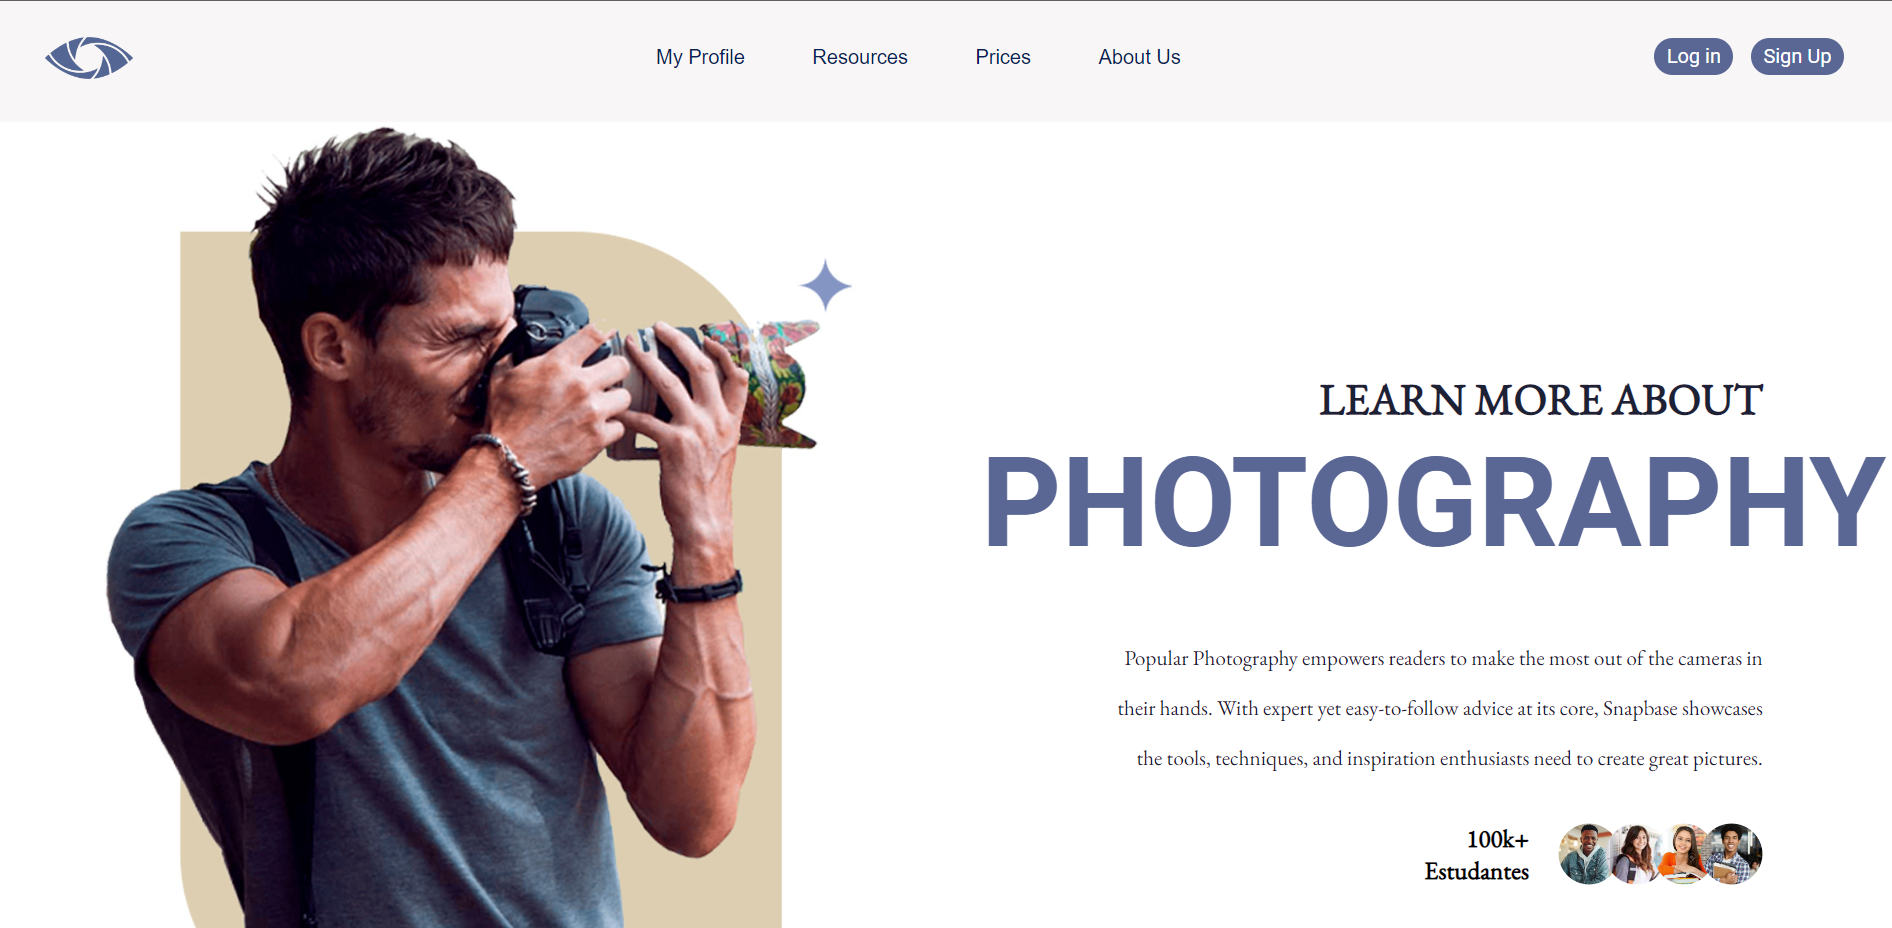 My Profile
Resources
Prices
About Us
Log in
Sign Up
LEARN MORE ABOUT
PHOTOGRAPHY
Popular Photography empowers readers to make the most out of the cameras in
their hands. With expert yet easy-to-follow advice at its core, Snapbase showcases
the tools, techniques, and inspiration enthusiasts need to create great pictures.
100k+
Estudantes